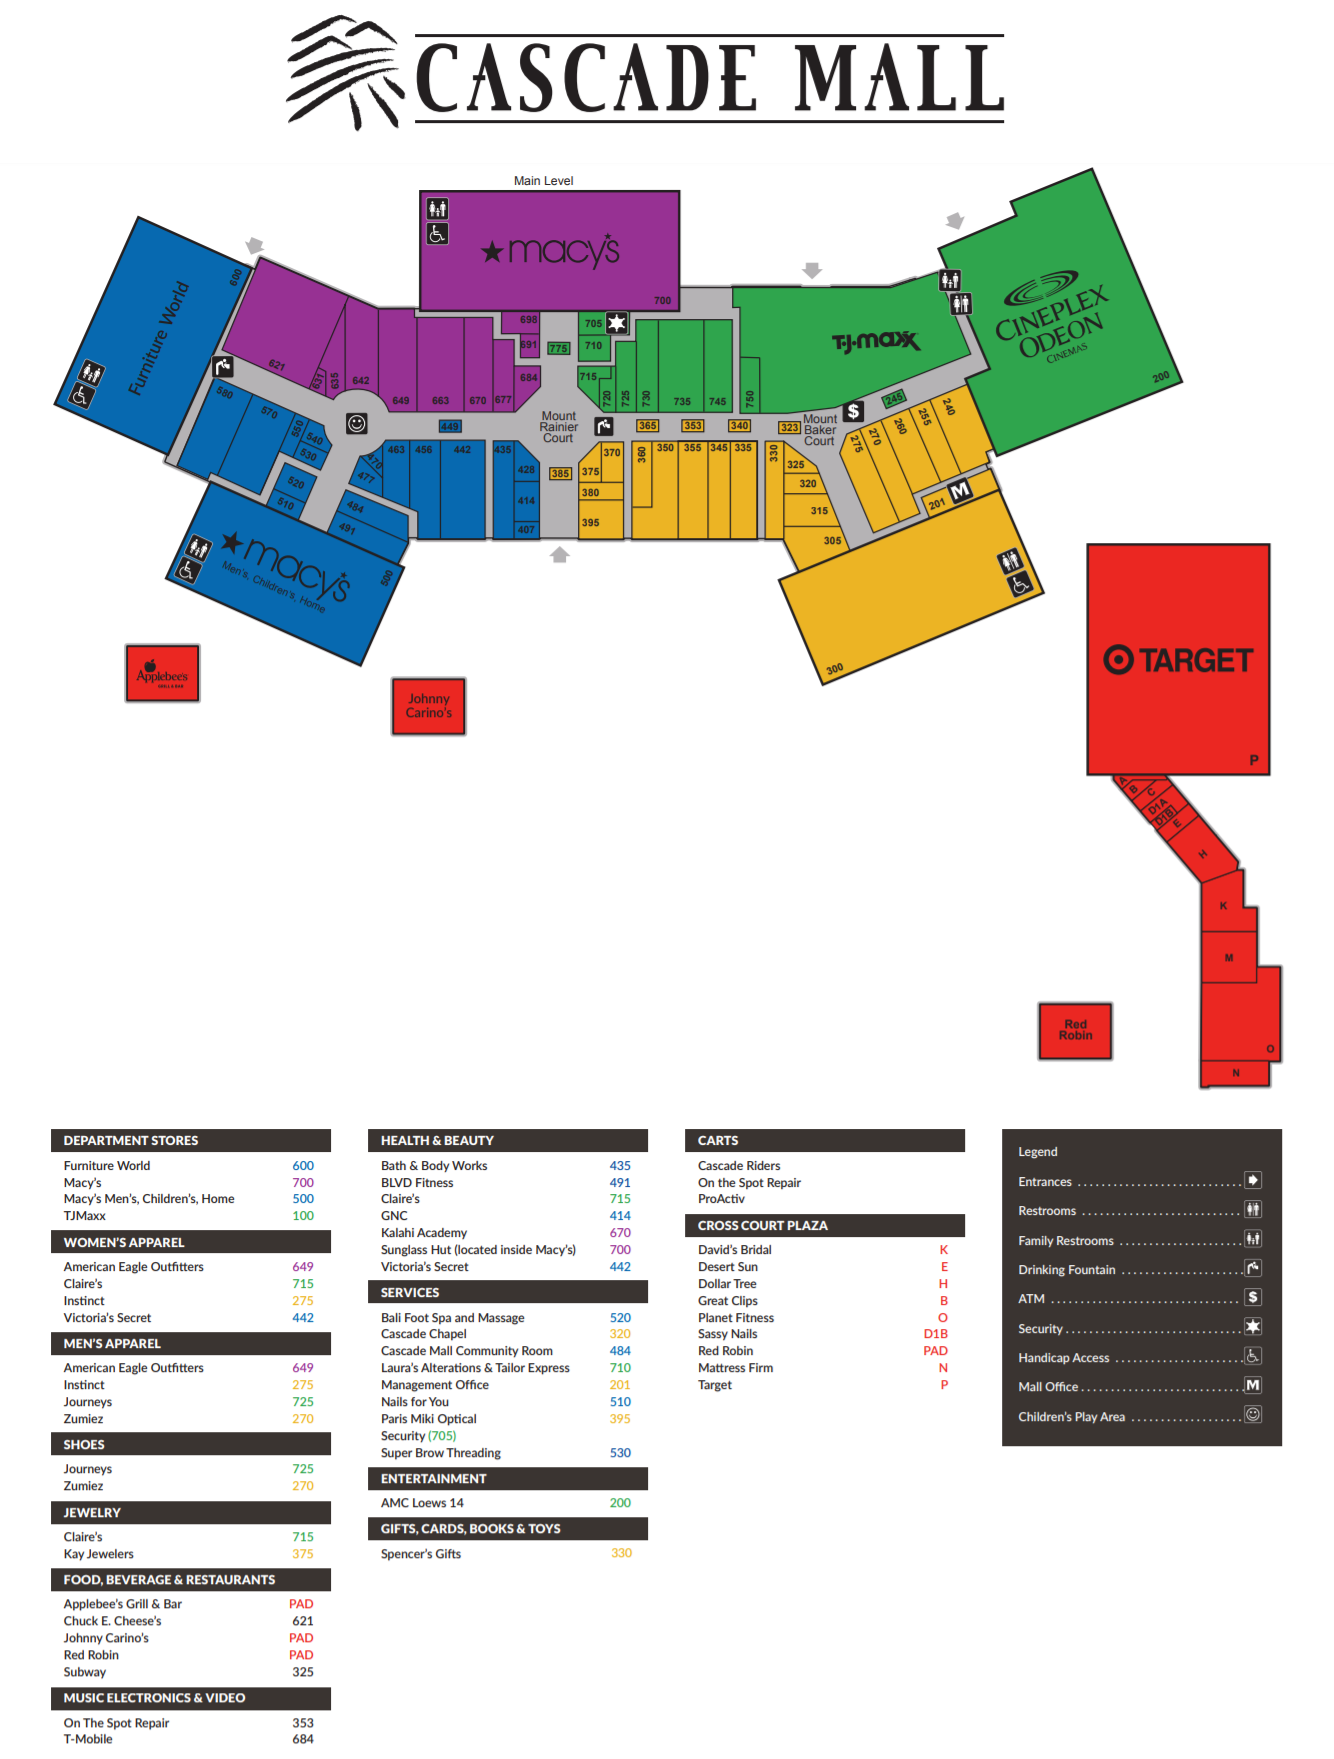 CASCADE MALL
Main Level
macy's
700
Furniture World
600
CINEPLEX
ODEON
CINEMAS
200
T·J·maxx
621
631
635
642
649
663
670
677
684
691
698
775
705
710
715
720
725
730
735
745
750
245
240
255
260
270
275
580
570
550
540
530
520
510
484
491
470
477
463
456
449
442
435
428
414
407
Mount
Rainier
Court
385
365
353
340
323
Mount
Baker
Court
$
370
375
380
395
360
350
355
345
335
330
325
320
315
305
201
M
300
macy's
Men's, Children's, Home
500
Applebee's
GRILL & BAR
Johnny
Carino's
TARGET
P
A
B
C
D1A
D1B
E
H
K
M
O
N
Red
Robin
DEPARTMENT STORES
Furniture World 600
Macy's 700
Macy's Men's, Children's, Home 500
TJMaxx 100
WOMEN'S APPAREL
American Eagle Outfitters 649
Claire's 715
Instinct 275
Victoria's Secret 442
MEN'S APPAREL
American Eagle Outfitters 649
Instinct 275
Journeys 725
Zumiez 270
SHOES
Journeys 725
Zumiez 270
JEWELRY
Claire's 715
Kay Jewelers 375
FOOD, BEVERAGE & RESTAURANTS
Applebee's Grill & Bar PAD
Chuck E. Cheese's 621
Johnny Carino's PAD
Red Robin PAD
Subway 325
MUSIC ELECTRONICS & VIDEO
On The Spot Repair 353
T-Mobile 684
HEALTH & BEAUTY
Bath & Body Works 435
BLVD Fitness 491
Claire's 715
GNC 414
Kalahi Academy 670
Sunglass Hut (located inside Macy's) 700
Victoria's Secret 442
SERVICES
Bali Foot Spa and Massage 520
Cascade Chapel 320
Cascade Mall Community Room 484
Laura's Alterations & Tailor Express 710
Management Office 201
Nails for You 510
Paris Miki Optical 395
Security (705)
Super Brow Threading 530
ENTERTAINMENT
AMC Loews 14 200
GIFTS, CARDS, BOOKS & TOYS
Spencer's Gifts 330
CARTS
Cascade Riders
On the Spot Repair
ProActiv
CROSS COURT PLAZA
David's Bridal K
Desert Sun E
Dollar Tree H
Great Clips B
Planet Fitness O
Sassy Nails D1B
Red Robin PAD
Mattress Firm N
Target P
Legend
Entrances
Restrooms
Family Restrooms
Drinking Fountain
ATM $
Security
Handicap Access
Mall Office M
Children's Play Area